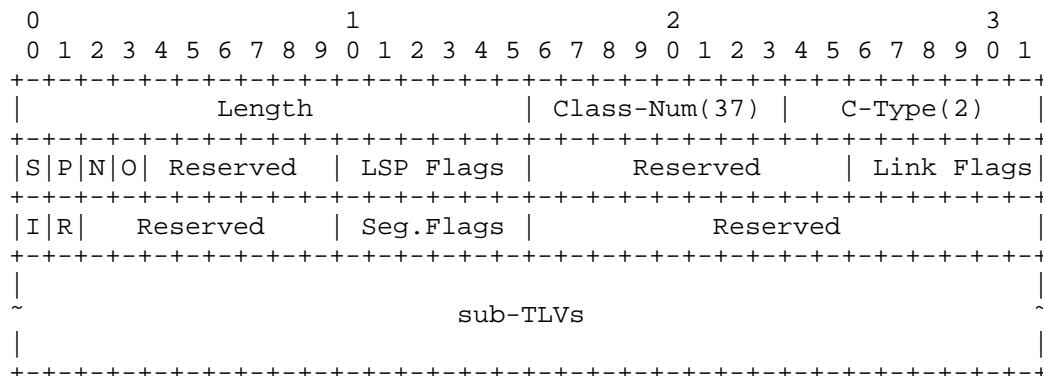 0                   1                   2                   3
 0 1 2 3 4 5 6 7 8 9 0 1 2 3 4 5 6 7 8 9 0 1 2 3 4 5 6 7 8 9 0 1
+-+-+-+-+-+-+-+-+-+-+-+-+-+-+-+-+-+-+-+-+-+-+-+-+-+-+-+-+-+-+-+-+
|            Length             | Class-Num(37) |   C-Type(2)   |
+-+-+-+-+-+-+-+-+-+-+-+-+-+-+-+-+-+-+-+-+-+-+-+-+-+-+-+-+-+-+-+-+
|S|P|N|O| Reserved  | LSP Flags |      Reserved     | Link Flags|
+-+-+-+-+-+-+-+-+-+-+-+-+-+-+-+-+-+-+-+-+-+-+-+-+-+-+-+-+-+-+-+-+
|I|R|   Reserved    | Seg.Flags |           Reserved            |
+-+-+-+-+-+-+-+-+-+-+-+-+-+-+-+-+-+-+-+-+-+-+-+-+-+-+-+-+-+-+-+-+
|                                                               |
~                           sub-TLVs                            ~
|                                                               |
+-+-+-+-+-+-+-+-+-+-+-+-+-+-+-+-+-+-+-+-+-+-+-+-+-+-+-+-+-+-+-+-+